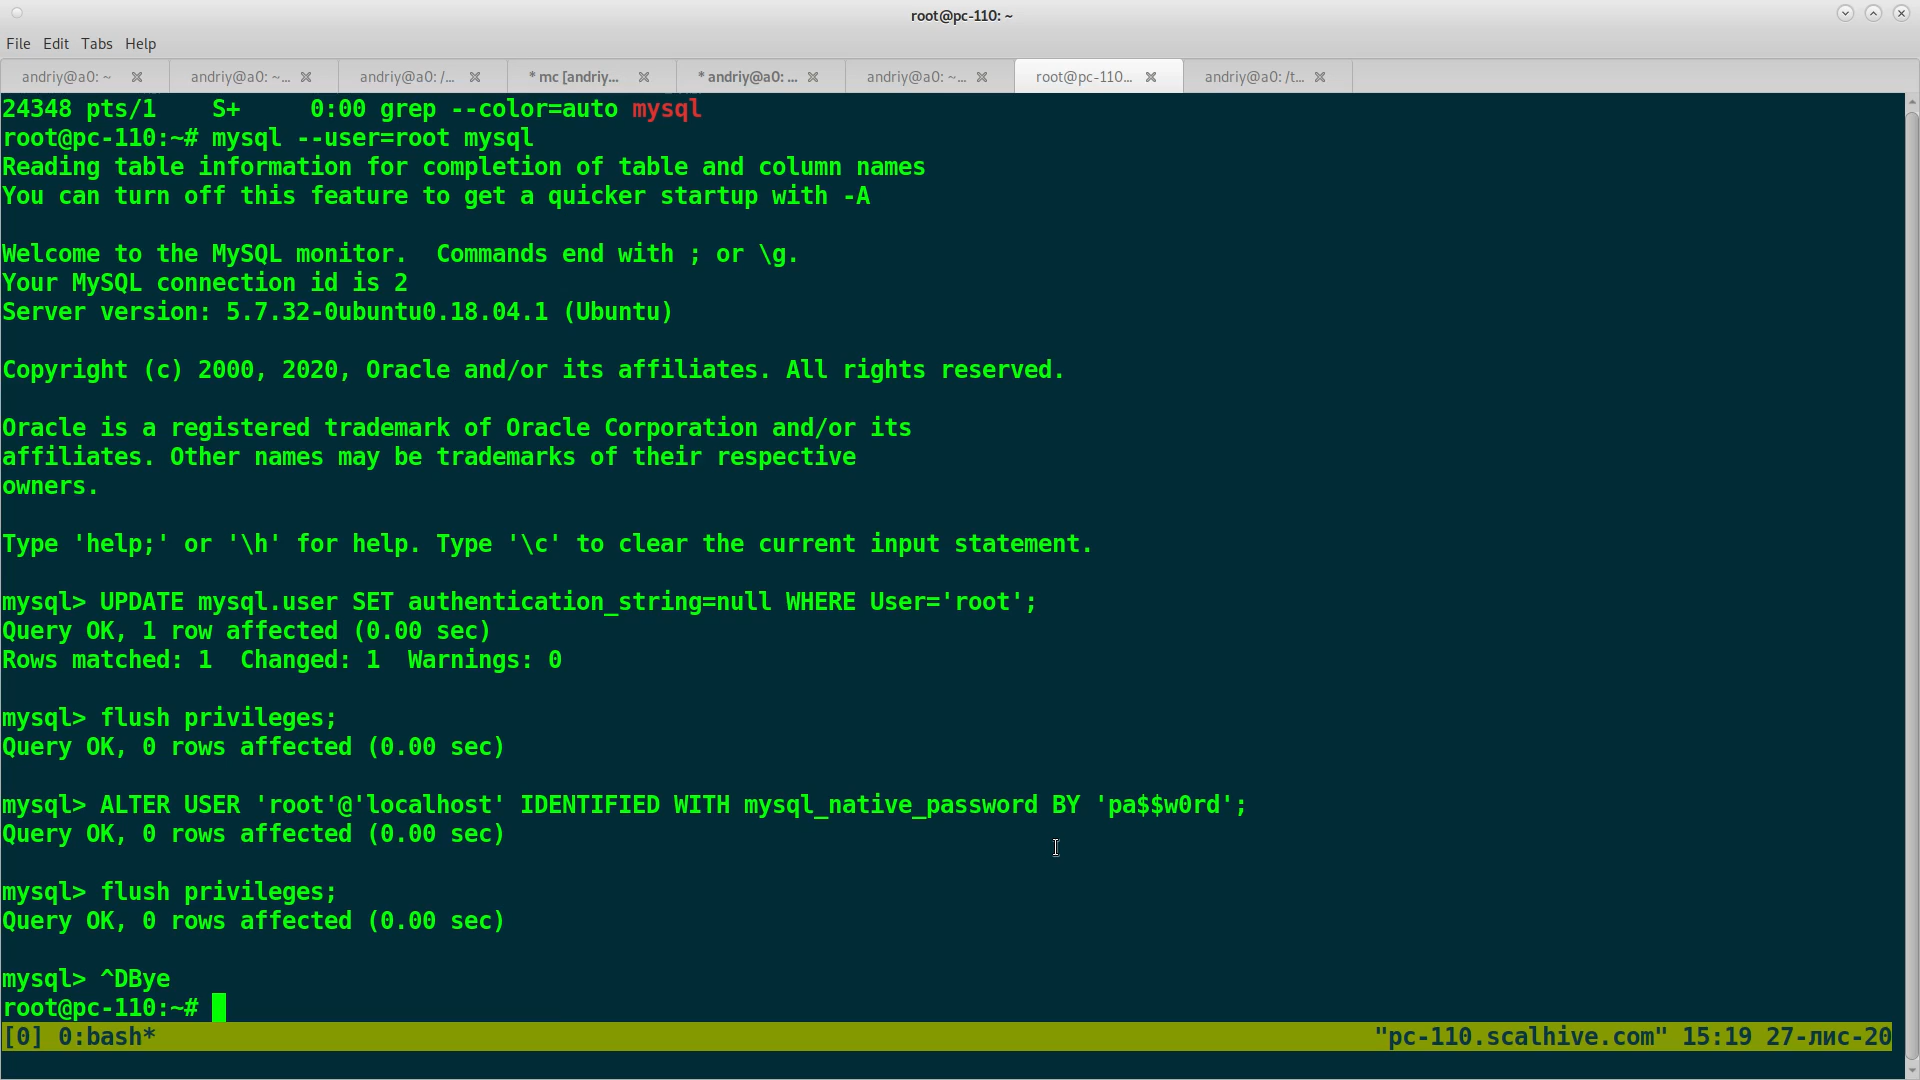 root@pc-110: ~
File Edit Tabs Help
andriy@a0: ~ andriy@a0: ~... andriy@a0: /... * mc [andriy... * andriy@a0: ... andriy@a0: ~... root@pc-110... andriy@a0: /t...
24348 pts/1    S+     0:00 grep --color=auto mysql
root@pc-110:~# mysql --user=root mysql
Reading table information for completion of table and column names
You can turn off this feature to get a quicker startup with -A
Welcome to the MySQL monitor.  Commands end with ; or \g.
Your MySQL connection id is 2
Server version: 5.7.32-0ubuntu0.18.04.1 (Ubuntu)
Copyright (c) 2000, 2020, Oracle and/or its affiliates. All rights reserved.
Oracle is a registered trademark of Oracle Corporation and/or its
affiliates. Other names may be trademarks of their respective
owners.
Type 'help;' or '\h' for help. Type '\c' to clear the current input statement.
mysql> UPDATE mysql.user SET authentication_string=null WHERE User='root';
Query OK, 1 row affected (0.00 sec)
Rows matched: 1  Changed: 1  Warnings: 0
mysql> flush privileges;
Query OK, 0 rows affected (0.00 sec)
mysql> ALTER USER 'root'@'localhost' IDENTIFIED WITH mysql_native_password BY 'pa$$w0rd';
Query OK, 0 rows affected (0.00 sec)
mysql> flush privileges;
Query OK, 0 rows affected (0.00 sec)
mysql> ^DBye
root@pc-110:~#
[0] 0:bash* "pc-110.scalhive.com" 15:19 27-лис-20